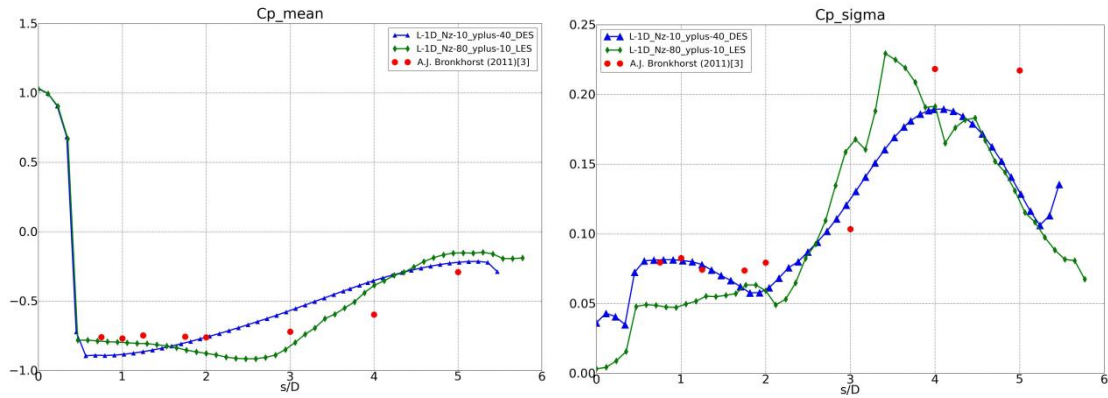 Cp_mean
1.5
1.0
0.5
0.0
−0.5
−1.0
0 1 2 3 4 5 6
s/D
L-1D_Nz-10_yplus-40_DES
L-1D_Nz-80_yplus-10_LES
A.J. Bronkhorst (2011)[3]
Cp_sigma
0.25
0.20
0.15
0.10
0.05
0.00
0 1 2 3 4 5 6
s/D
L-1D_Nz-10_yplus-40_DES
L-1D_Nz-80_yplus-10_LES
A.J. Bronkhorst (2011)[3]